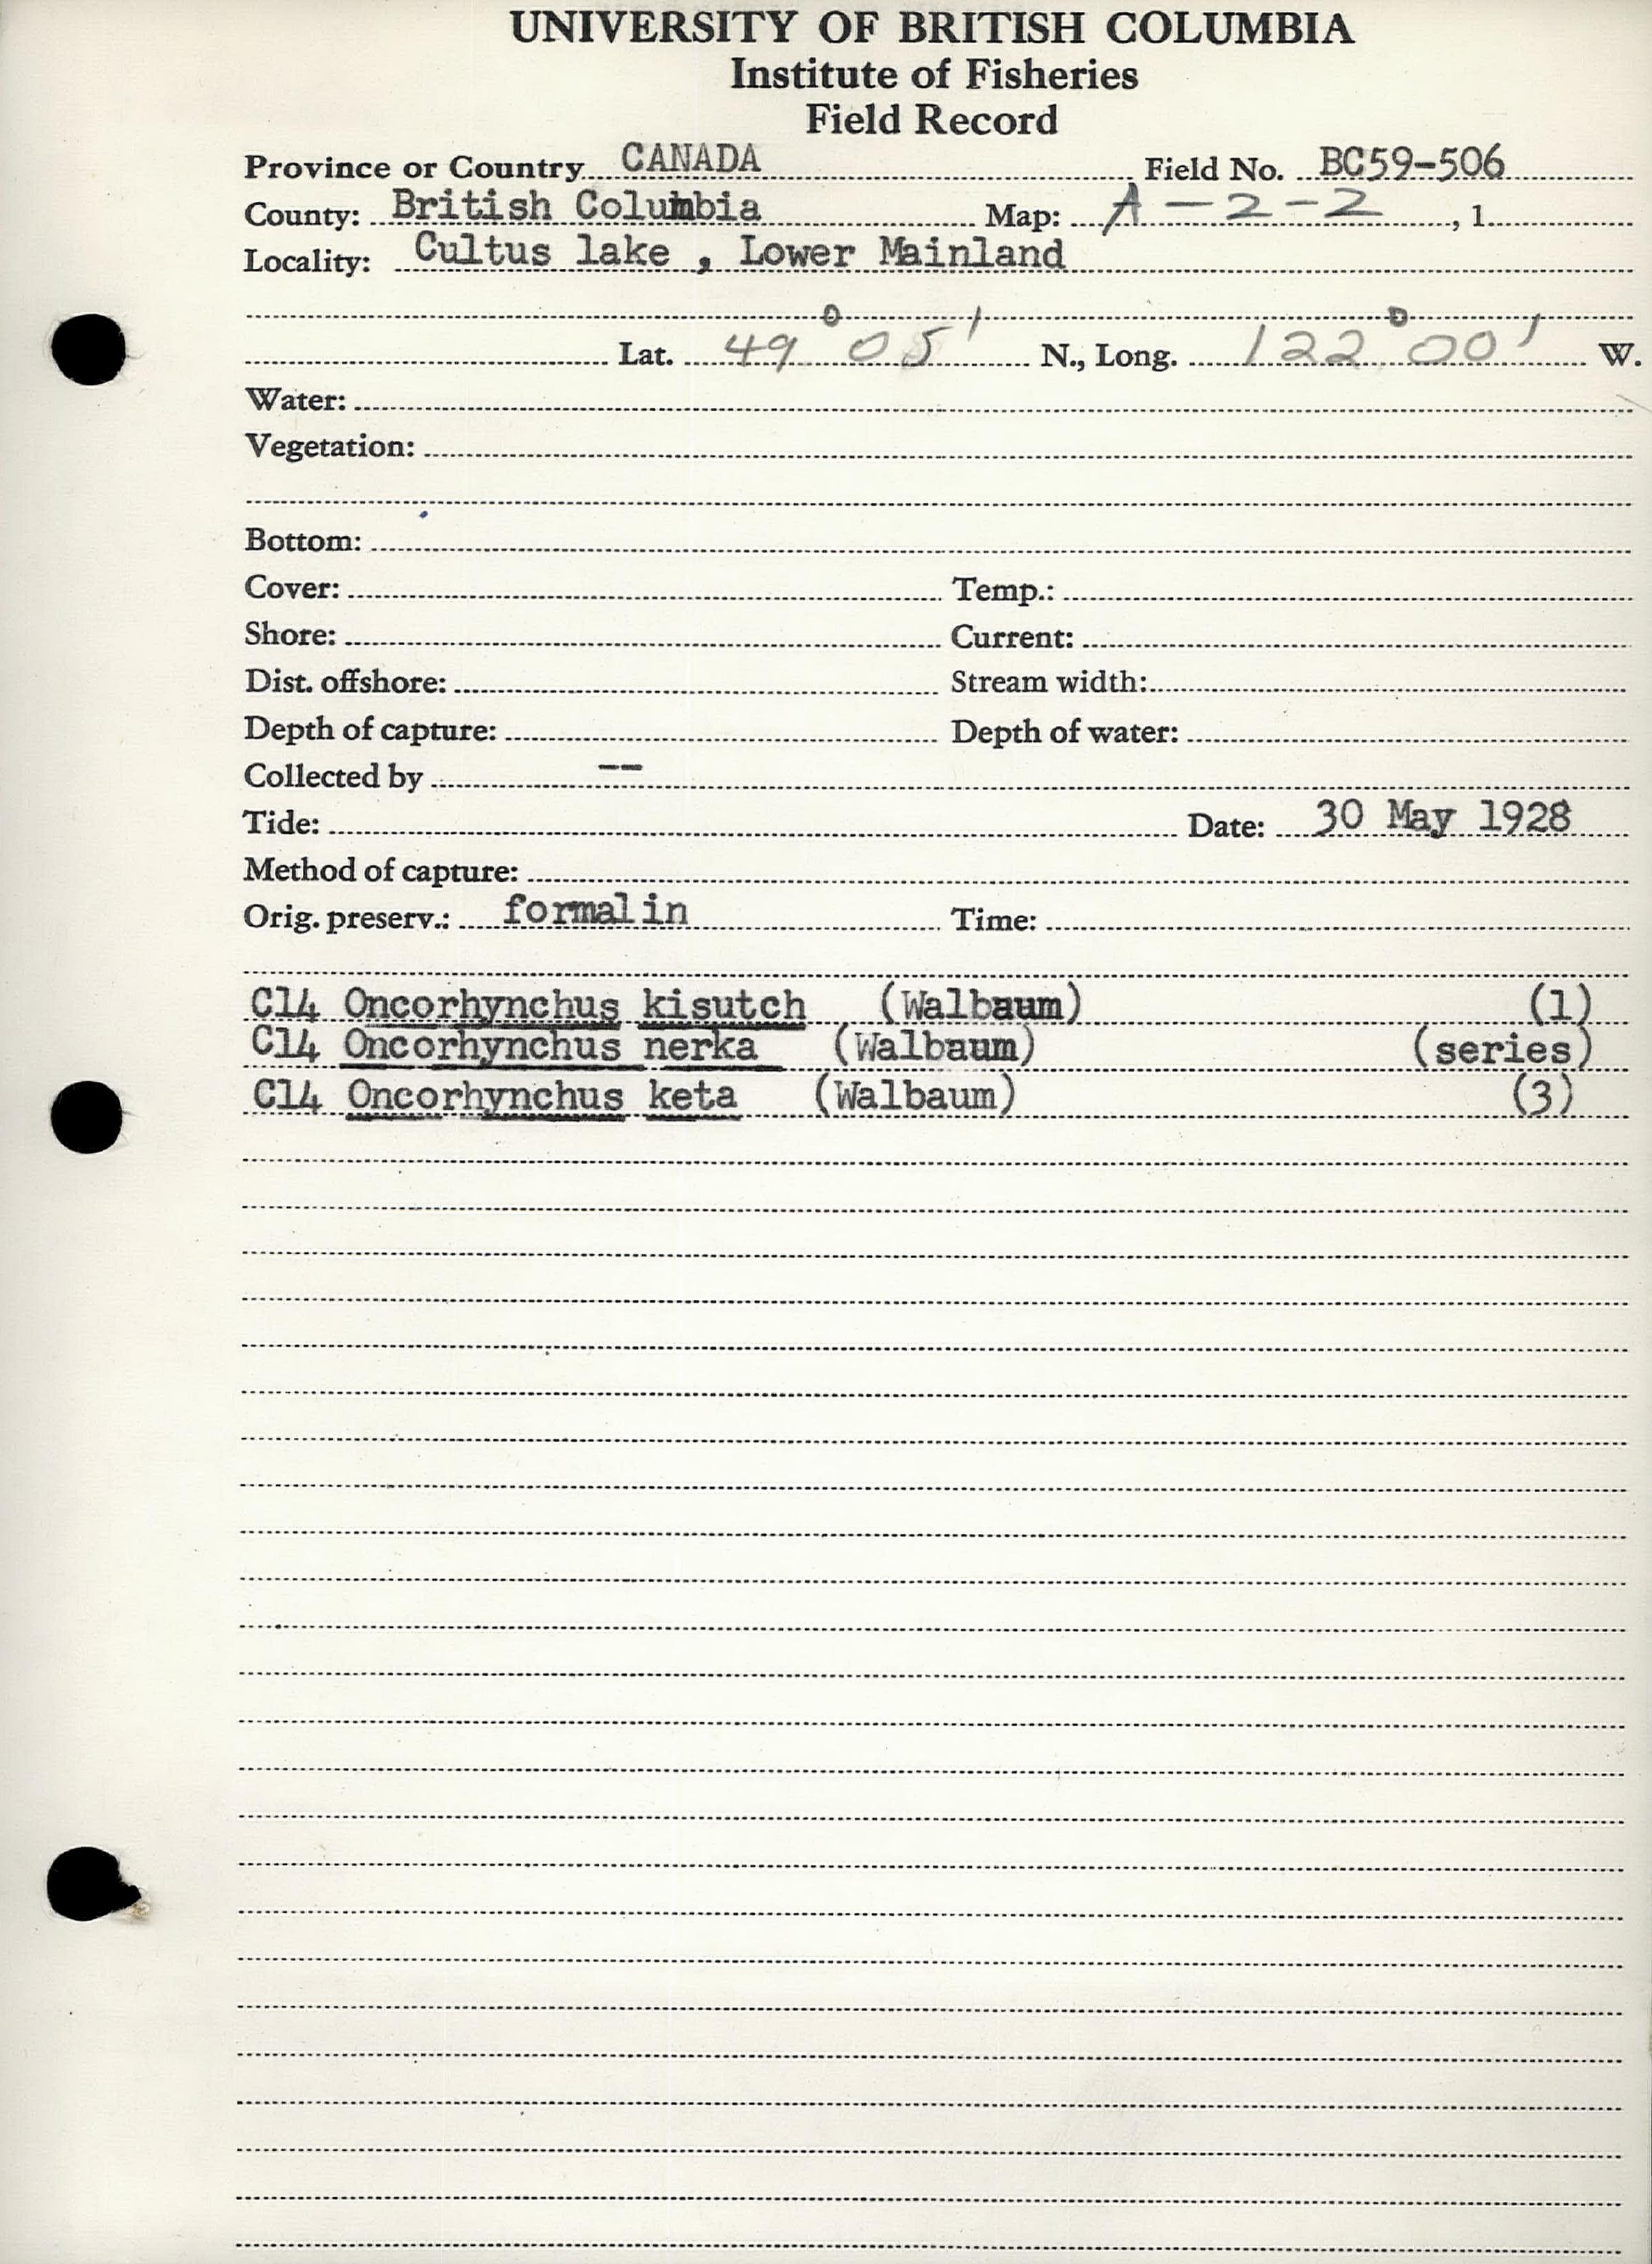 UNIVERSITY OF BRITISH COLUMBIA
Institute of Fisheries
Field Record
Province or Country CANADA Field No. BC59-506
County: British Columbia Map: A-2-2, 1
Locality: Cultus lake , Lower Mainland
Lat. 49° 05' N., Long. 122° 00' W.
Water:
Vegetation:
Bottom:
Cover: Temp.:
Shore: Current:
Dist. offshore: Stream width:
Depth of capture: Depth of water:
Collected by --
Tide: Date: 30 May 1928
Method of capture:
Orig. preserv.: formalin Time:
C14 Oncorhynchus kisutch (Walbaum) (1)
C14 Oncorhynchus nerka (Walbaum) (series)
C14 Oncorhynchus keta (Walbaum) (3)